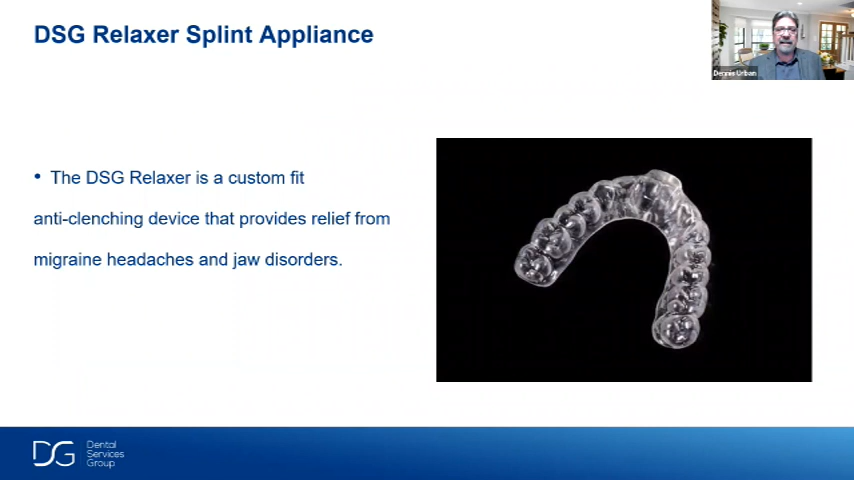 DSG Relaxer Splint Appliance
Dennis Urban
• The DSG Relaxer is a custom fit
anti-clenching device that provides relief from
migraine headaches and jaw disorders.
DG
Dental
Services
Group